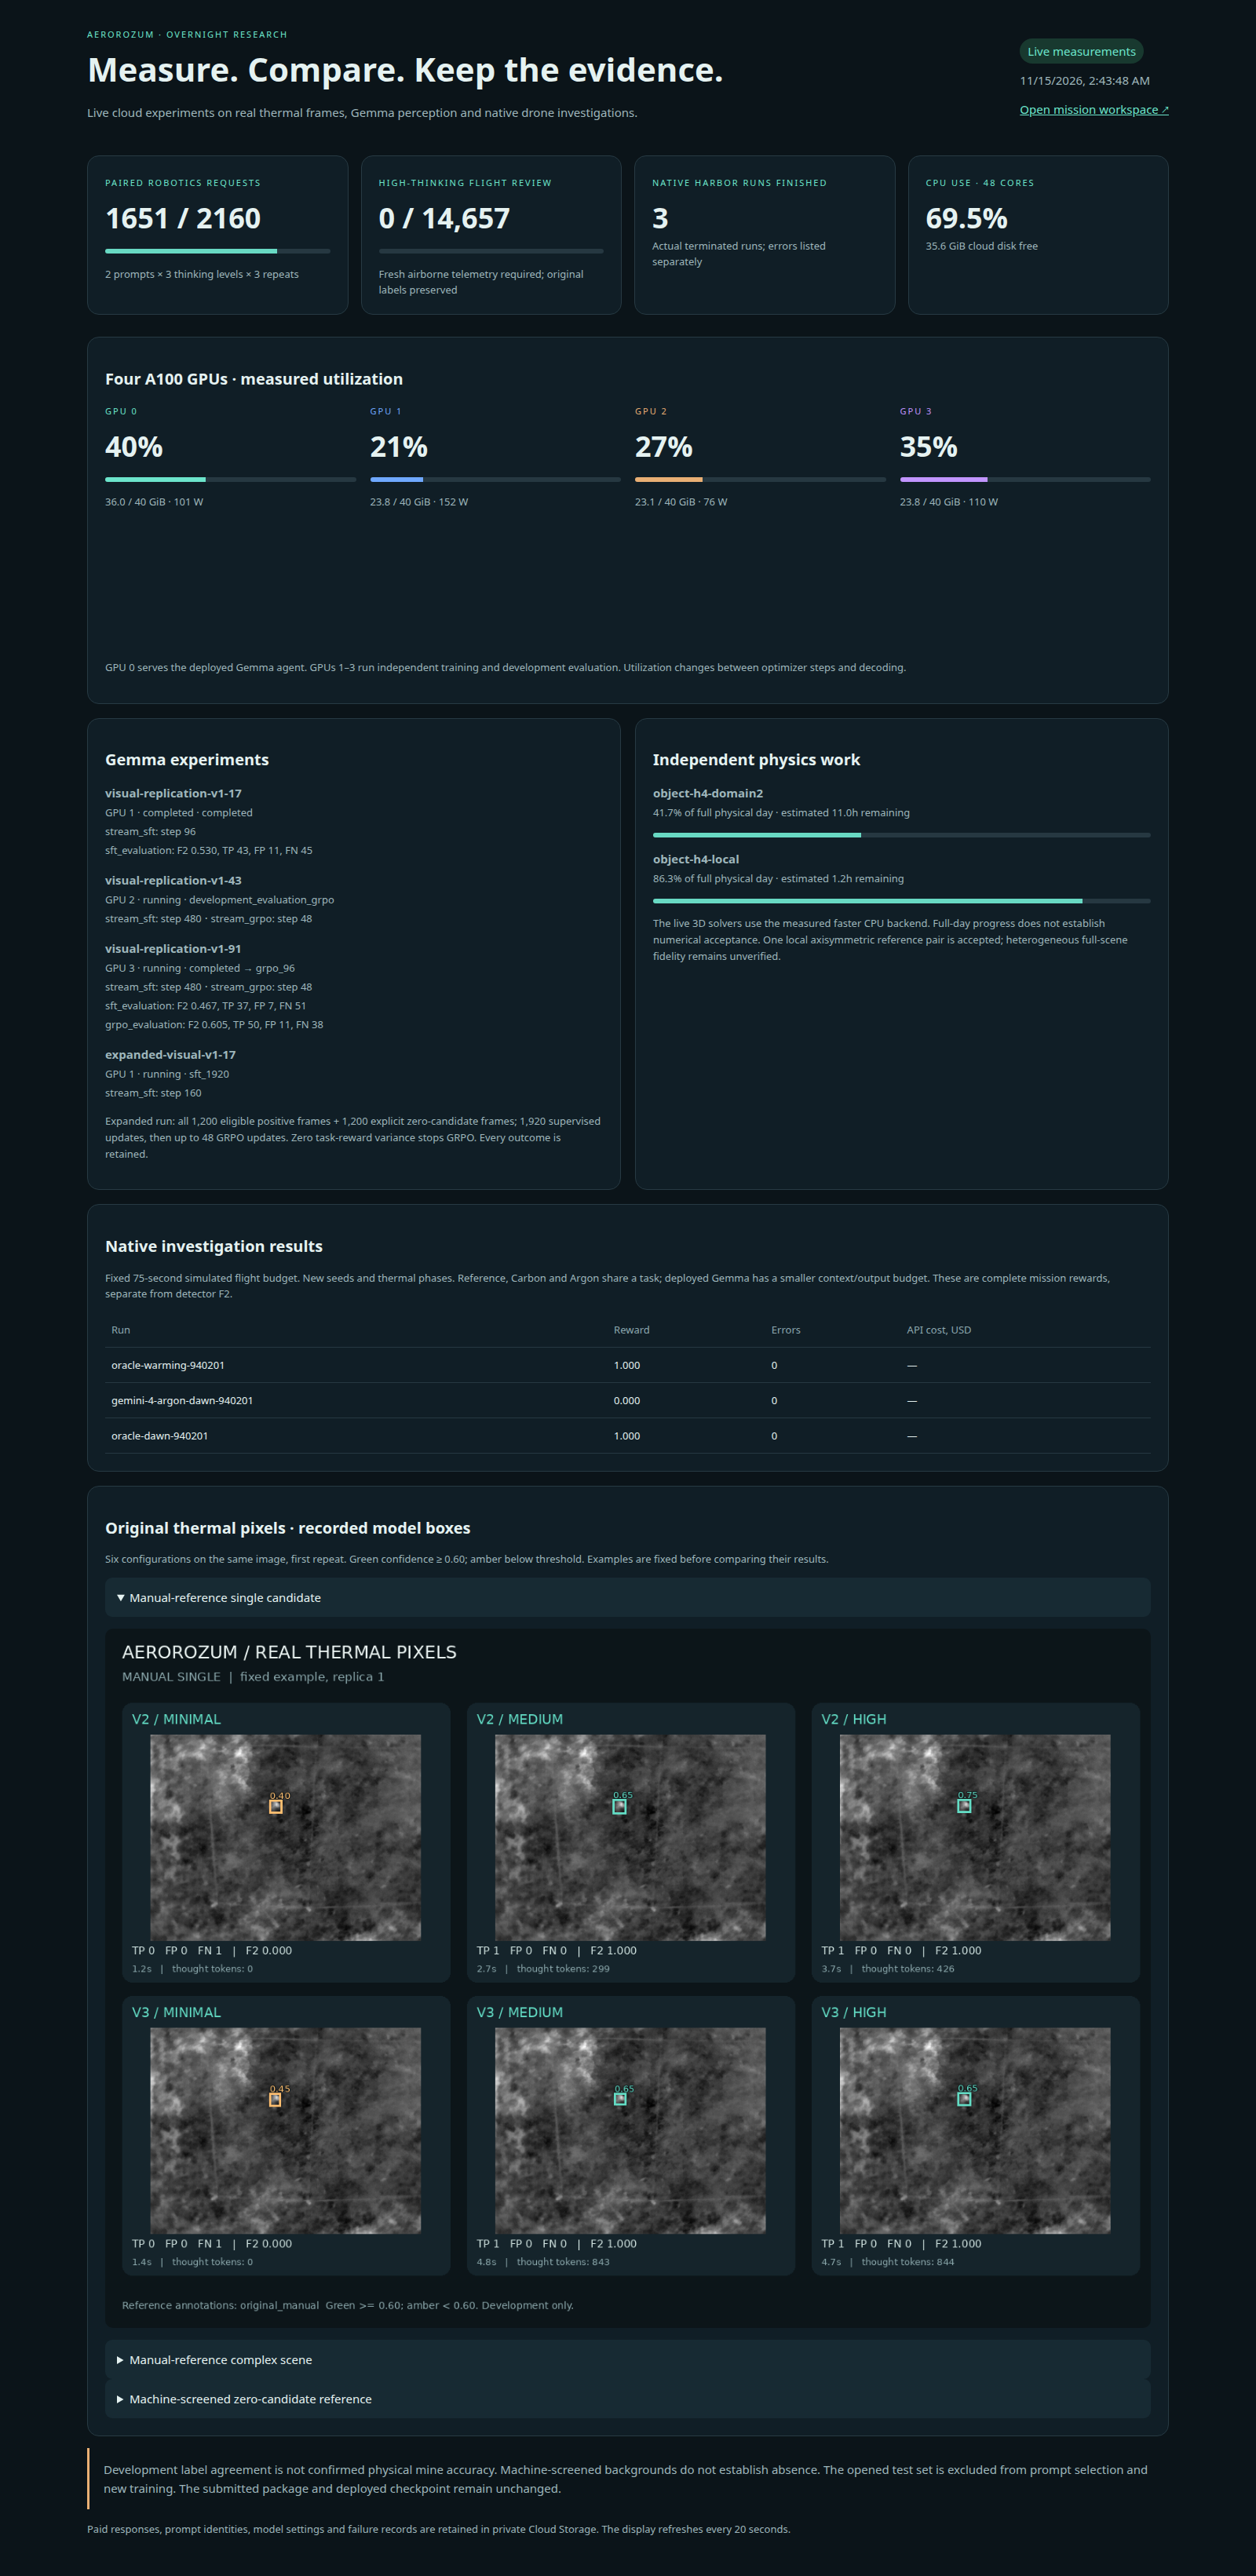 AEROROZUM · OVERNIGHT RESEARCH
Measure. Compare. Keep the evidence.
Live cloud experiments on real thermal frames, Gemma perception and native drone investigations.
Live measurements
11/15/2026, 2:43:48 AM
Open mission workspace ↗
PAIRED ROBOTICS REQUESTS
1651 / 2160
2 prompts × 3 thinking levels × 3 repeats
HIGH-THINKING FLIGHT REVIEW
0 / 14,657
Fresh airborne telemetry required; original
labels preserved
NATIVE HARBOR RUNS FINISHED
3
Actual terminated runs; errors listed
separately
CPU USE · 48 CORES
69.5%
35.6 GiB cloud disk free
Four A100 GPUs · measured utilization
GPU 0
40%
36.0 / 40 GiB · 101 W
GPU 1
21%
23.8 / 40 GiB · 152 W
GPU 2
27%
23.1 / 40 GiB · 76 W
GPU 3
35%
23.8 / 40 GiB · 110 W
GPU 0 serves the deployed Gemma agent. GPUs 1–3 run independent training and development evaluation. Utilization changes between optimizer steps and decoding.
Gemma experiments
visual-replication-v1-17
GPU 1 · completed · completed
stream_sft: step 96
sft_evaluation: F2 0.530, TP 43, FP 11, FN 45
visual-replication-v1-43
GPU 2 · running · development_evaluation_grpo
stream_sft: step 480 · stream_grpo: step 48
visual-replication-v1-91
GPU 3 · running · completed → grpo_96
stream_sft: step 480 · stream_grpo: step 48
sft_evaluation: F2 0.467, TP 37, FP 7, FN 51
grpo_evaluation: F2 0.605, TP 50, FP 11, FN 38
expanded-visual-v1-17
GPU 1 · running · sft_1920
stream_sft: step 160
Expanded run: all 1,200 eligible positive frames + 1,200 explicit zero-candidate frames; 1,920 supervised
updates, then up to 48 GRPO updates. Zero task-reward variance stops GRPO. Every outcome is
retained.
Independent physics work
object-h4-domain2
41.7% of full physical day · estimated 11.0h remaining
object-h4-local
86.3% of full physical day · estimated 1.2h remaining
The live 3D solvers use the measured faster CPU backend. Full-day progress does not establish
numerical acceptance. One local axisymmetric reference pair is accepted; heterogeneous full-scene
fidelity remains unverified.
Native investigation results
Fixed 75-second simulated flight budget. New seeds and thermal phases. Reference, Carbon and Argon share a task; deployed Gemma has a smaller context/output budget. These are complete mission rewards,
separate from detector F2.
Run Reward Errors API cost, USD
oracle-warming-940201 1.000 0 —
gemini-4-argon-dawn-940201 0.000 0 —
oracle-dawn-940201 1.000 0 —
Original thermal pixels · recorded model boxes
Six configurations on the same image, first repeat. Green confidence ≥ 0.60; amber below threshold. Examples are fixed before comparing their results.
▼ Manual-reference single candidate
AEROROZUM / REAL THERMAL PIXELS
MANUAL SINGLE | fixed example, replica 1
V2 / MINIMAL
0.40
TP 0 FP 0 FN 1 | F2 0.000
1.2s | thought tokens: 0
V2 / MEDIUM
0.65
TP 1 FP 0 FN 0 | F2 1.000
2.7s | thought tokens: 299
V2 / HIGH
0.75
TP 1 FP 0 FN 0 | F2 1.000
3.7s | thought tokens: 426
V3 / MINIMAL
0.45
TP 0 FP 0 FN 1 | F2 0.000
1.4s | thought tokens: 0
V3 / MEDIUM
0.65
TP 1 FP 0 FN 0 | F2 1.000
4.8s | thought tokens: 843
V3 / HIGH
0.65
TP 1 FP 0 FN 0 | F2 1.000
4.7s | thought tokens: 844
Reference annotations: original_manual Green >= 0.60; amber < 0.60. Development only.
▶ Manual-reference complex scene
▶ Machine-screened zero-candidate reference
Development label agreement is not confirmed physical mine accuracy. Machine-screened backgrounds do not establish absence. The opened test set is excluded from prompt selection and
new training. The submitted package and deployed checkpoint remain unchanged.
Paid responses, prompt identities, model settings and failure records are retained in private Cloud Storage. The display refreshes every 20 seconds.